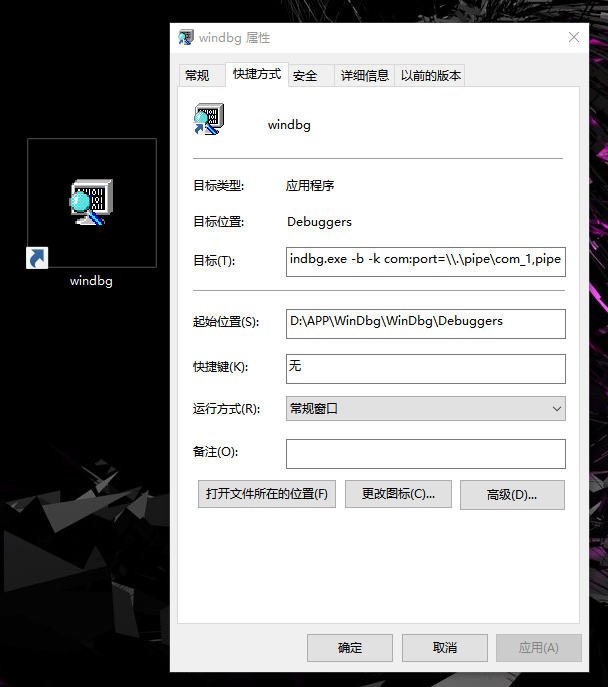 windbg 属性
常规 快捷方式 安全 详细信息 以前的版本
windbg
目标类型: 应用程序
目标位置: Debuggers
目标(T): indbg.exe -b -k com:port=\\.\pipe\com_1,pipe
windbg
起始位置(S): D:\APP\WinDbg\WinDbg\Debuggers
快捷键(K): 无
运行方式(R): 常规窗口
备注(O):
打开文件所在的位置(F) 更改图标(C)... 高级(D)...
确定 取消 应用(A)